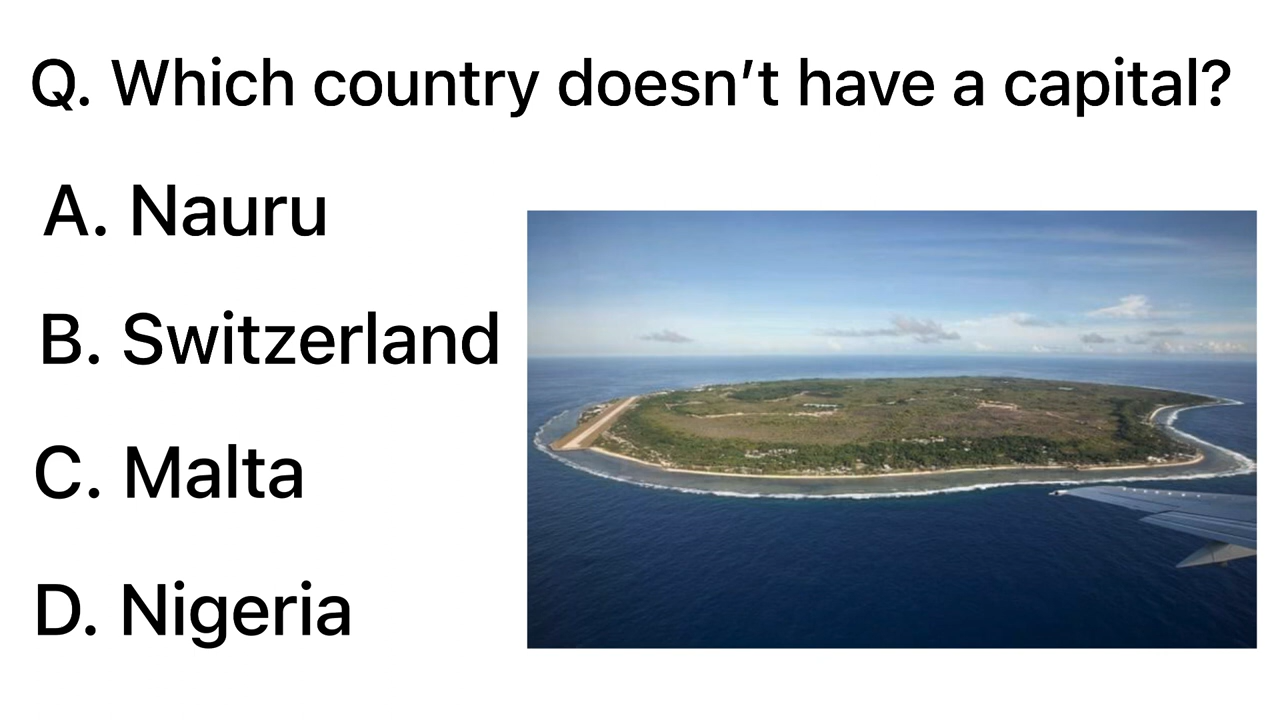 Q. Which country doesn’t have a capital?
A. Nauru
B. Switzerland
C. Malta
D. Nigeria